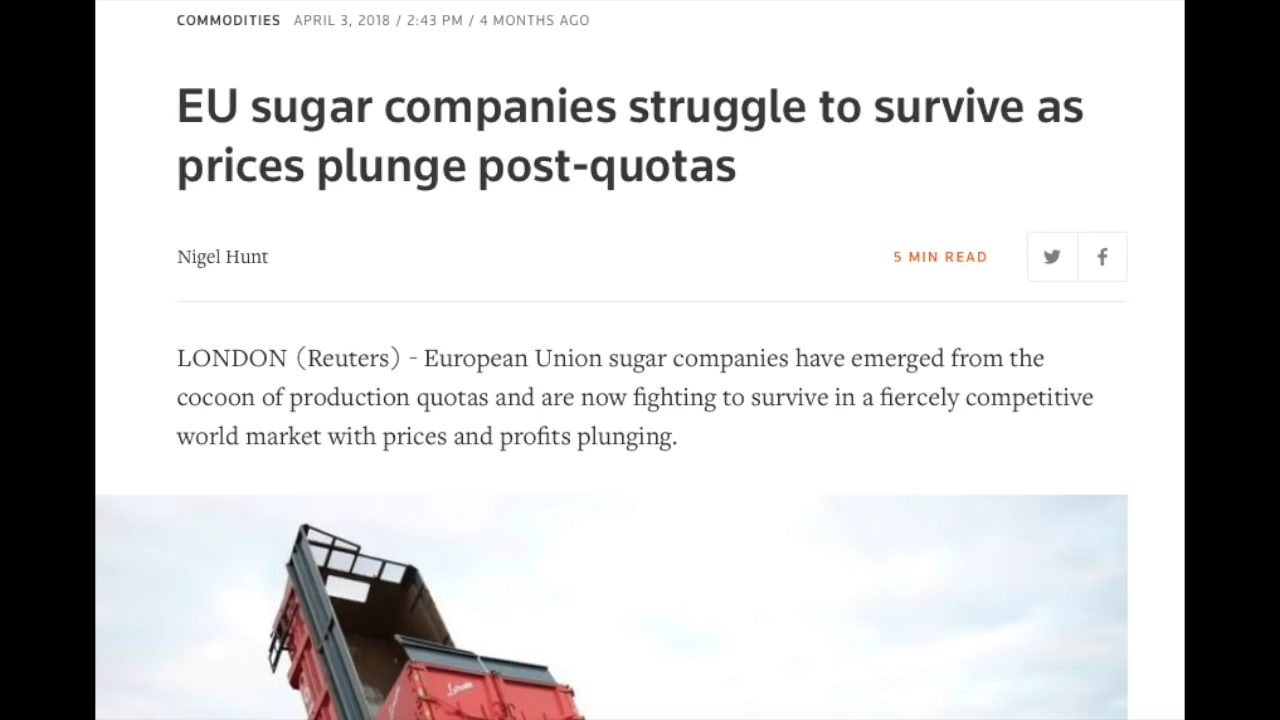 COMMODITIES APRIL 3, 2018 / 2:43 PM / 4 MONTHS AGO
EU sugar companies struggle to survive as
prices plunge post-quotas
Nigel Hunt
5 MIN READ
LONDON (Reuters) - European Union sugar companies have emerged from the
cocoon of production quotas and are now fighting to survive in a fiercely competitive
world market with prices and profits plunging.